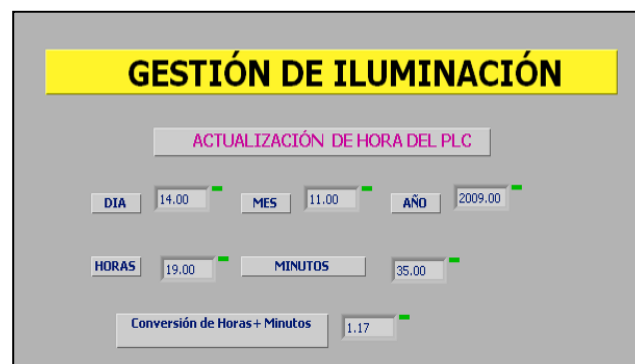 GESTIÓN DE ILUMINACIÓN
ACTUALIZACIÓN DE HORA DEL PLC
DIA 14.00 MES 11.00 AÑO 2009.00
HORAS 19.00 MINUTOS 35.00
Conversión de Horas+ Minutos 1.17